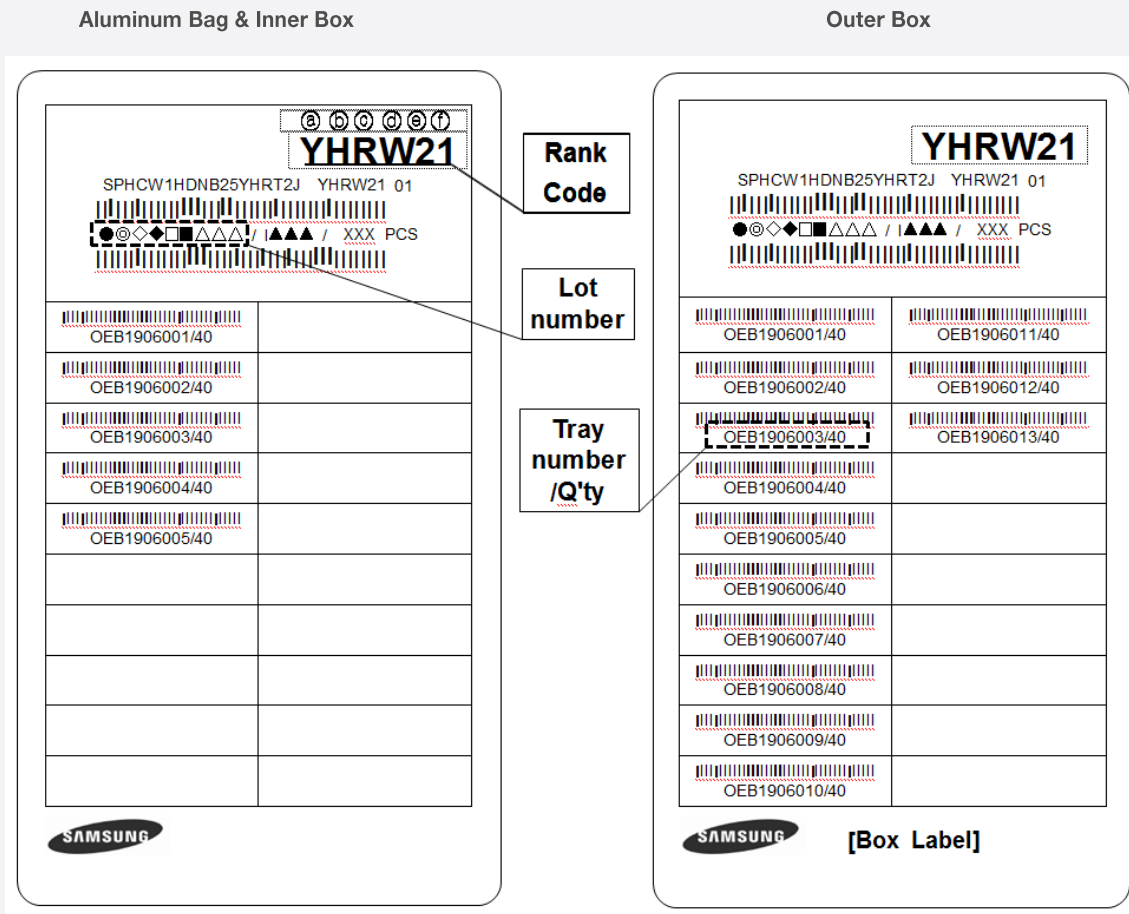 Aluminum Bag & Inner Box
ⓐ ⓑ ⓒ ⓓ ⓔ ⓕ
YHRW21
SPHCW1HDNB25YHRT2J YHRW21 01
●◎◇◆□■△△△ / I▲▲▲ / XXX PCS
OEB1906001/40
OEB1906002/40
OEB1906003/40
OEB1906004/40
OEB1906005/40
SAMSUNG
Rank
Code
Lot
number
Tray
number
/Q'ty
Outer Box
YHRW21
SPHCW1HDNB25YHRT2J YHRW21 01
●◎◇◆□■△△△ / I▲▲▲ / XXX PCS
OEB1906001/40 OEB1906011/40
OEB1906002/40 OEB1906012/40
OEB1906003/40 OEB1906013/40
OEB1906004/40
OEB1906005/40
OEB1906006/40
OEB1906007/40
OEB1906008/40
OEB1906009/40
OEB1906010/40
SAMSUNG [Box Label]